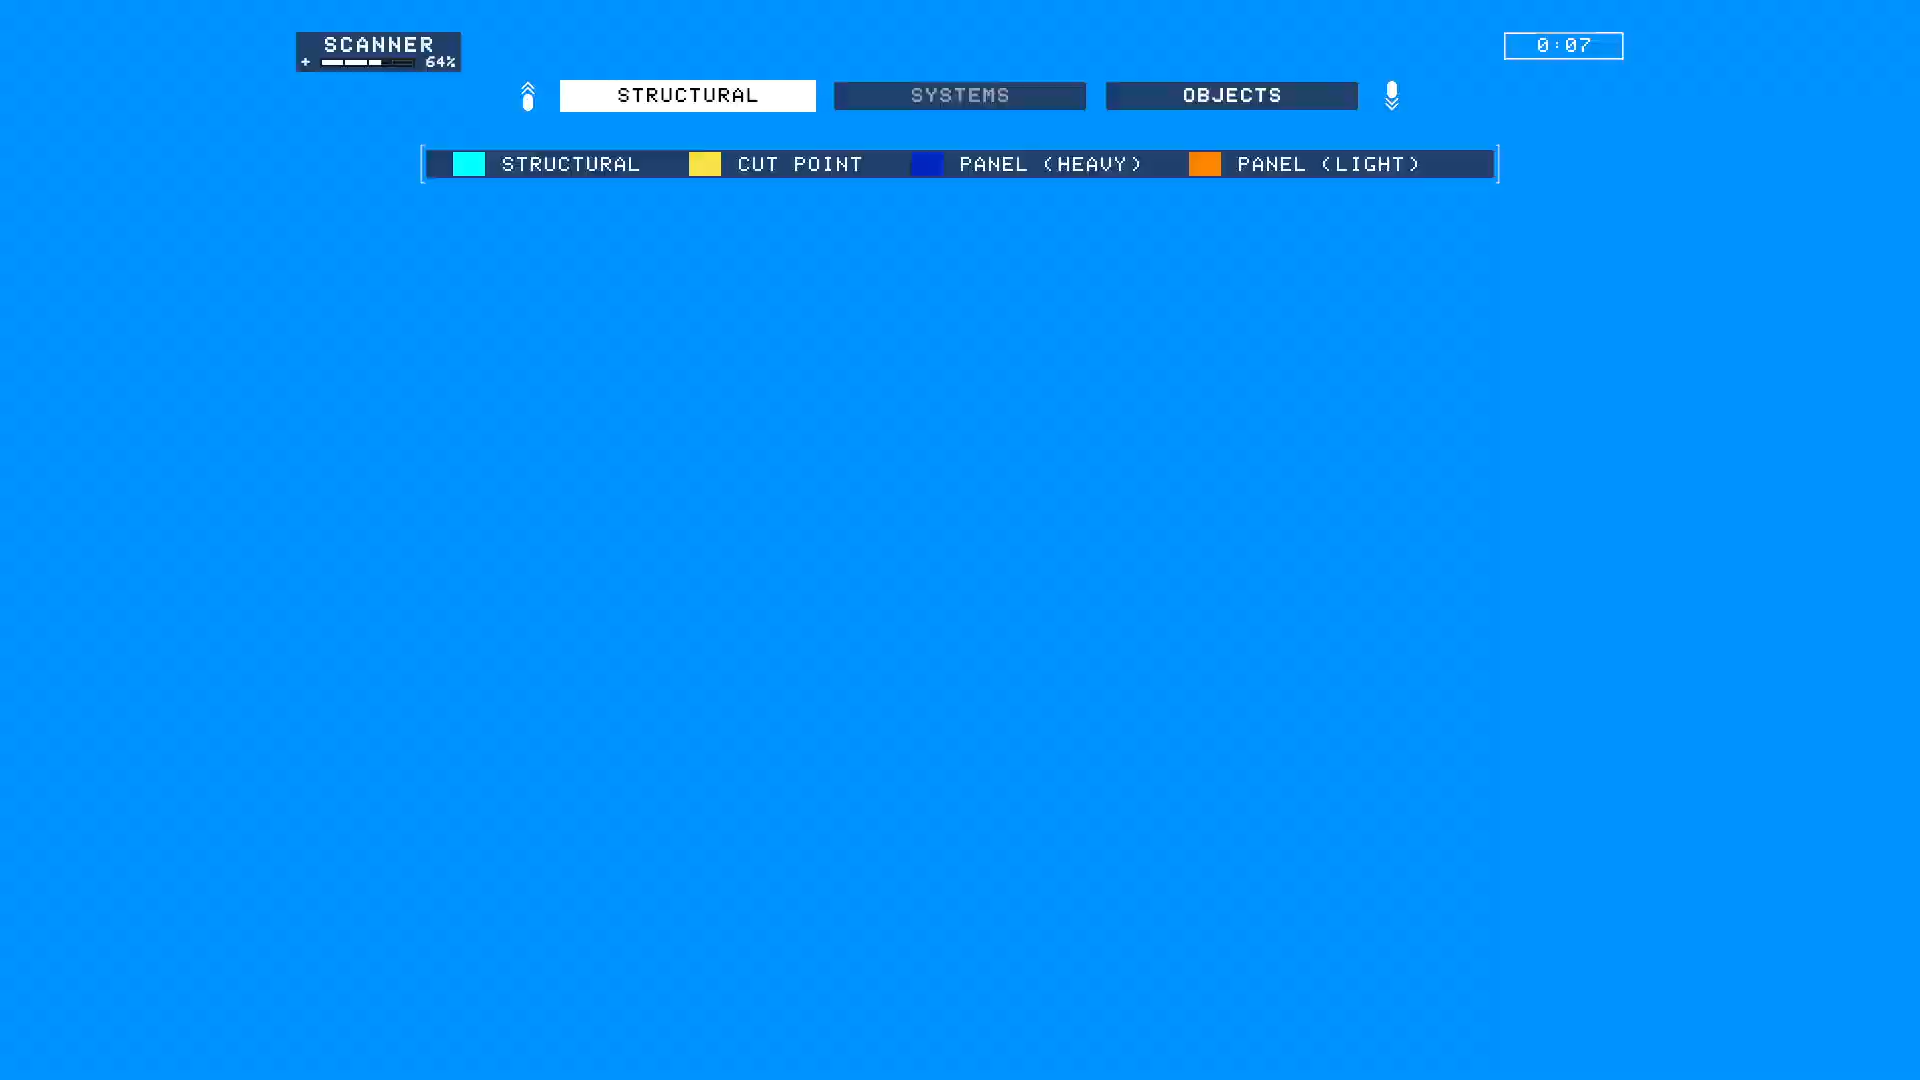 SCANNER
+ 64%
0:07
STRUCTURAL SYSTEMS OBJECTS
STRUCTURAL CUT POINT PANEL (HEAVY) PANEL (LIGHT)